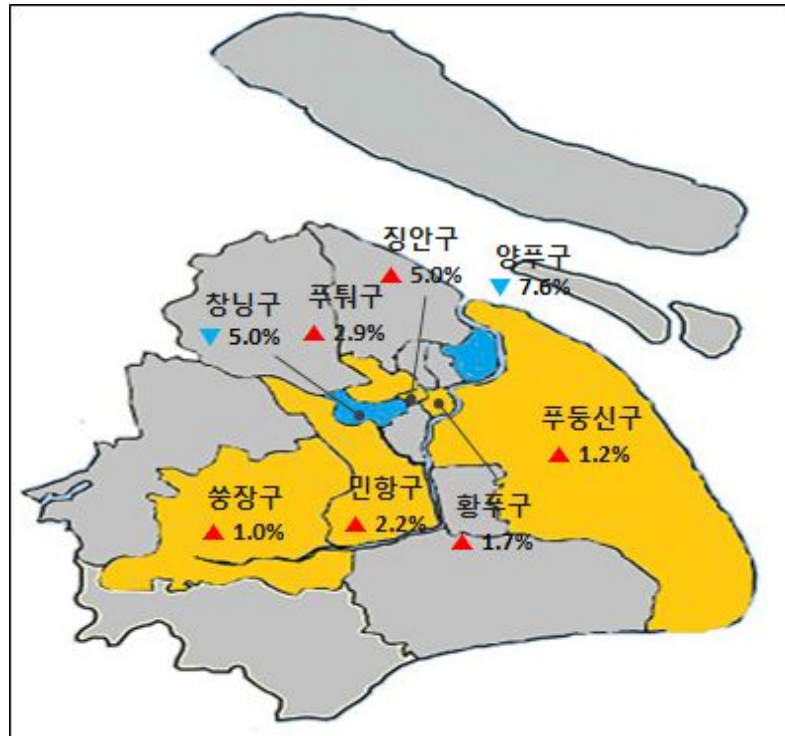 징안구
▲ 5.0%
양푸구
▼ 7.6%
창닝구
▼ 5.0%
푸퉈구
▲ 2.9%
푸둥신구
▲ 1.2%
쑹장구
▲ 1.0%
민항구
▲ 2.2%
황푸구
▲ 1.7%